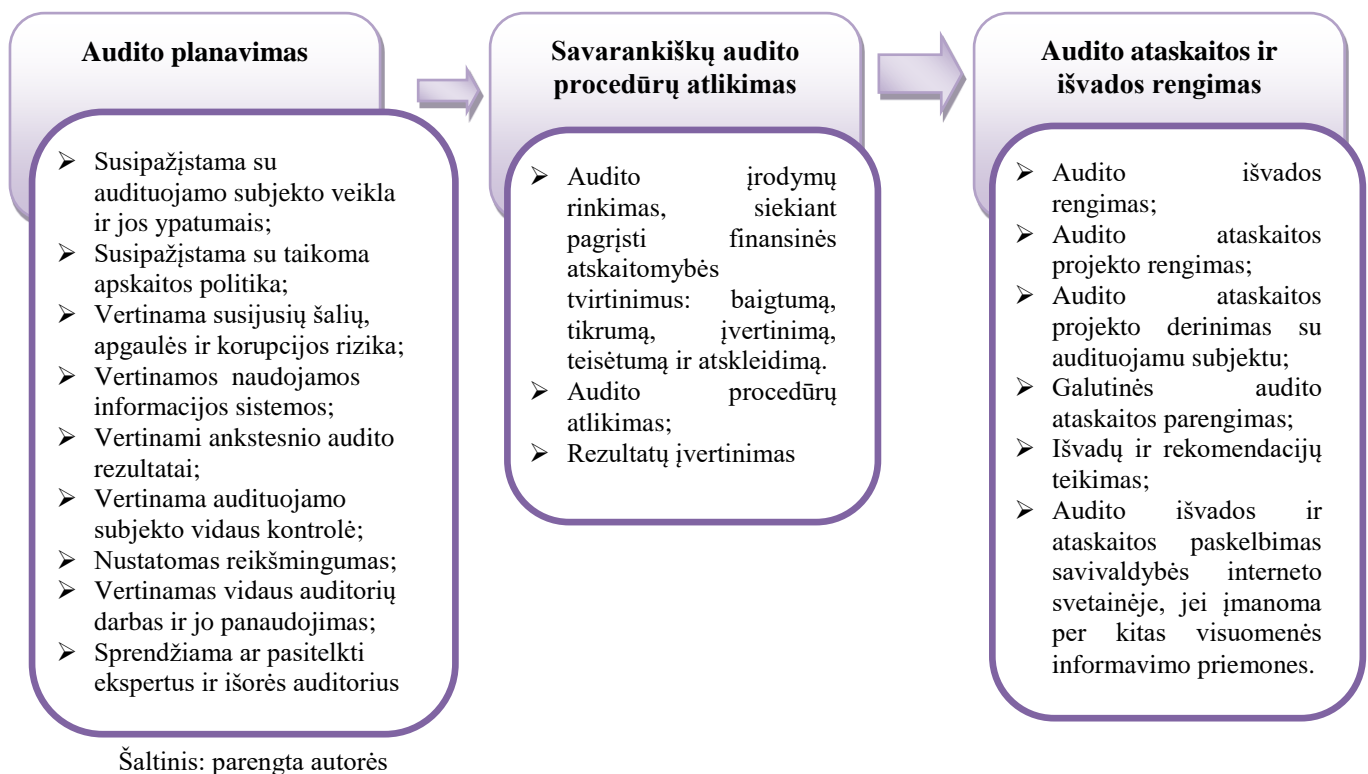 Audito planavimas
➢ Susipažįstama su
audituojamo subjekto veikla
ir jos ypatumais;
➢ Susipažįstama su taikoma
apskaitos politika;
➢ Vertinama susijusių šalių,
apgaulės ir korupcijos rizika;
➢ Vertinamos naudojamos
informacijos sistemos;
➢ Vertinami ankstesnio audito
rezultatai;
➢ Vertinama audituojamo
subjekto vidaus kontrolė;
➢ Nustatomas reikšmingumas;
➢ Vertinamas vidaus auditorių
darbas ir jo panaudojimas;
➢ Sprendžiama ar pasitelkti
ekspertus ir išorės auditorius
Savarankiškų audito
procedūrų atlikimas
➢ Audito įrodymų
rinkimas, siekiant
pagrįsti finansinės
atskaitomybės
tvirtinimus: baigtumą,
tikrumą, įvertinimą,
teisėtumą ir atskleidimą.
➢ Audito procedūrų
atlikimas;
➢ Rezultatų įvertinimas
Audito ataskaitos ir
išvados rengimas
➢ Audito išvados
rengimas;
➢ Audito ataskaitos
projekto rengimas;
➢ Audito ataskaitos
projekto derinimas su
audituojamu subjektu;
➢ Galutinės audito
ataskaitos parengimas;
➢ Išvadų ir rekomendacijų
teikimas;
➢ Audito išvados ir
ataskaitos paskelbimas
savivaldybės interneto
svetainėje, jei įmanoma
per kitas visuomenės
informavimo priemones.
Šaltinis: parengta autorės